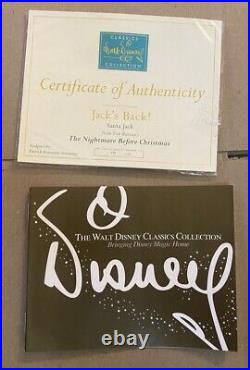 CLASSICS
Walt Disney
COLLECTION
Certificate of Authenticity
Jack's Back!
Santa Jack
from Tim Burton's
The Nightmare Before Christmas
THE WALT DISNEY CLASSICS COLLECTION
Bringing Disney Magic Home
Disney